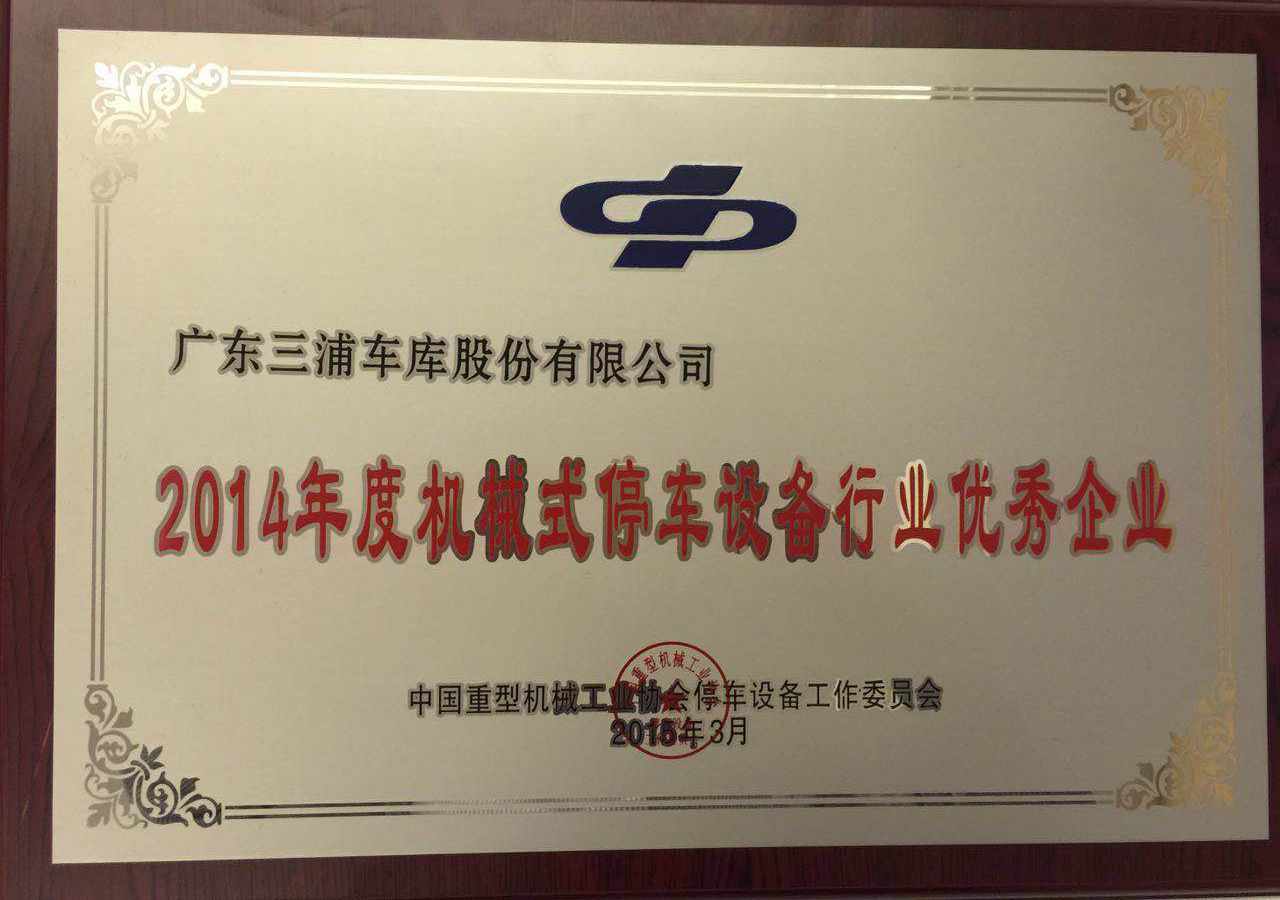 广东三浦车库股份有限公司
2014年度机械式停车设备行业优秀企业
中国重型机械工业协会停车设备工作委员会
2015年3月